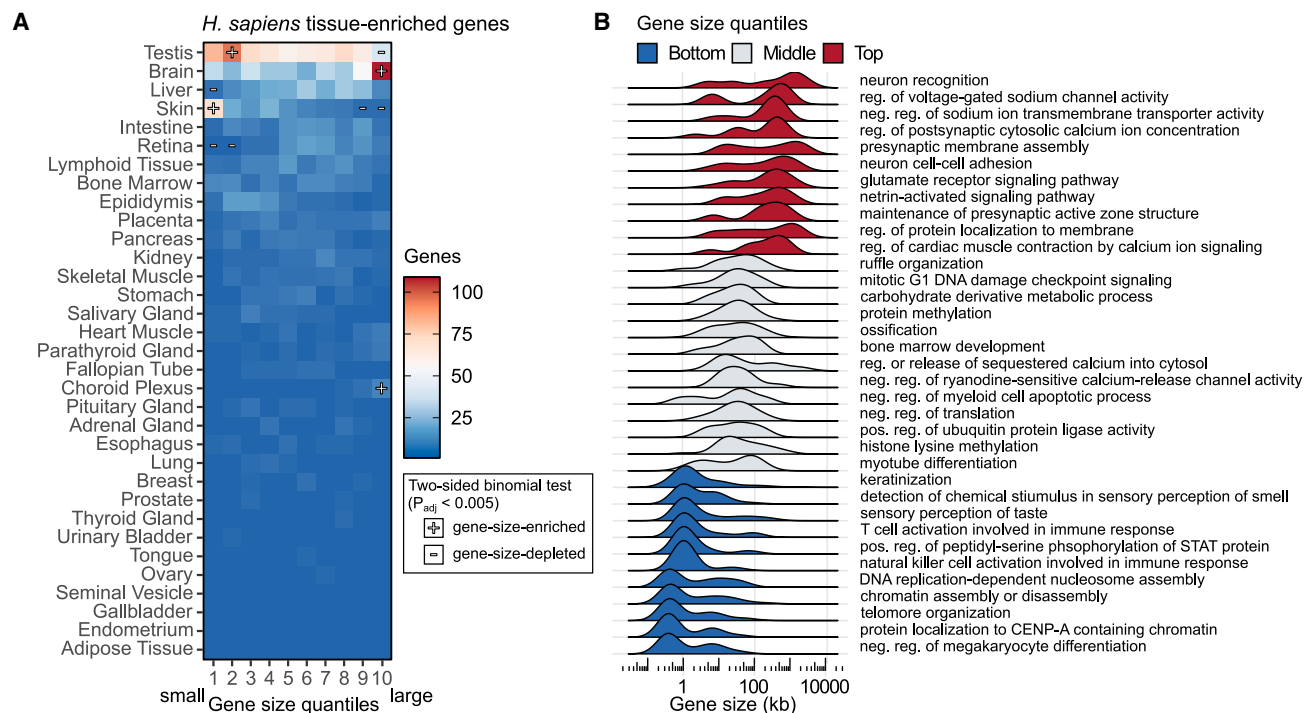 A
H. sapiens tissue-enriched genes
Testis
Brain
Liver
Skin
Intestine
Retina
Lymphoid Tissue
Bone Marrow
Epididymis
Placenta
Pancreas
Kidney
Skeletal Muscle
Stomach
Salivary Gland
Heart Muscle
Parathyroid Gland
Fallopian Tube
Choroid Plexus
Pituitary Gland
Adrenal Gland
Esophagus
Lung
Breast
Prostate
Thyroid Gland
Urinary Bladder
Tongue
Ovary
Seminal Vesicle
Gallbladder
Endometrium
Adipose Tissue
1 2 3 4 5 6 7 8 9 10
small large
Gene size quantiles
Genes
100
75
50
25
Two-sided binomial test
(Padj < 0.005)
+ gene-size-enriched
- gene-size-depleted
B
Gene size quantiles
Bottom Middle Top
neuron recognition
reg. of voltage-gated sodium channel activity
neg. reg. of sodium ion transmembrane transporter activity
reg. of postsynaptic cytosolic calcium ion concentration
presynaptic membrane assembly
neuron cell-cell adhesion
glutamate receptor signaling pathway
netrin-activated signaling pathway
maintenance of presynaptic active zone structure
reg. of protein localization to membrane
reg. of cardiac muscle contraction by calcium ion signaling
ruffle organization
mitotic G1 DNA damage checkpoint signaling
carbohydrate derivative metabolic process
protein methylation
ossification
bone marrow development
reg. or release of sequestered calcium into cytosol
neg. reg. of ryanodine-sensitive calcium-release channel activity
neg. reg. of myeloid cell apoptotic process
neg. reg. of translation
pos. reg. of ubuquitin protein ligase activity
histone lysine methylation
myotube differentiation
keratinization
detection of chemical stiumulus in sensory perception of smell
sensory perception of taste
T cell activation involved in immune response
pos. reg. of peptidyl-serine phsophorylation of STAT protein
natural killer cell activation involved in immune response
DNA replication-dependent nucleosome assembly
chromatin assembly or disassembly
telomore organization
protein localization to CENP-A containing chromatin
neg. reg. of megakaryocyte differentiation
1 100 10000
Gene size (kb)